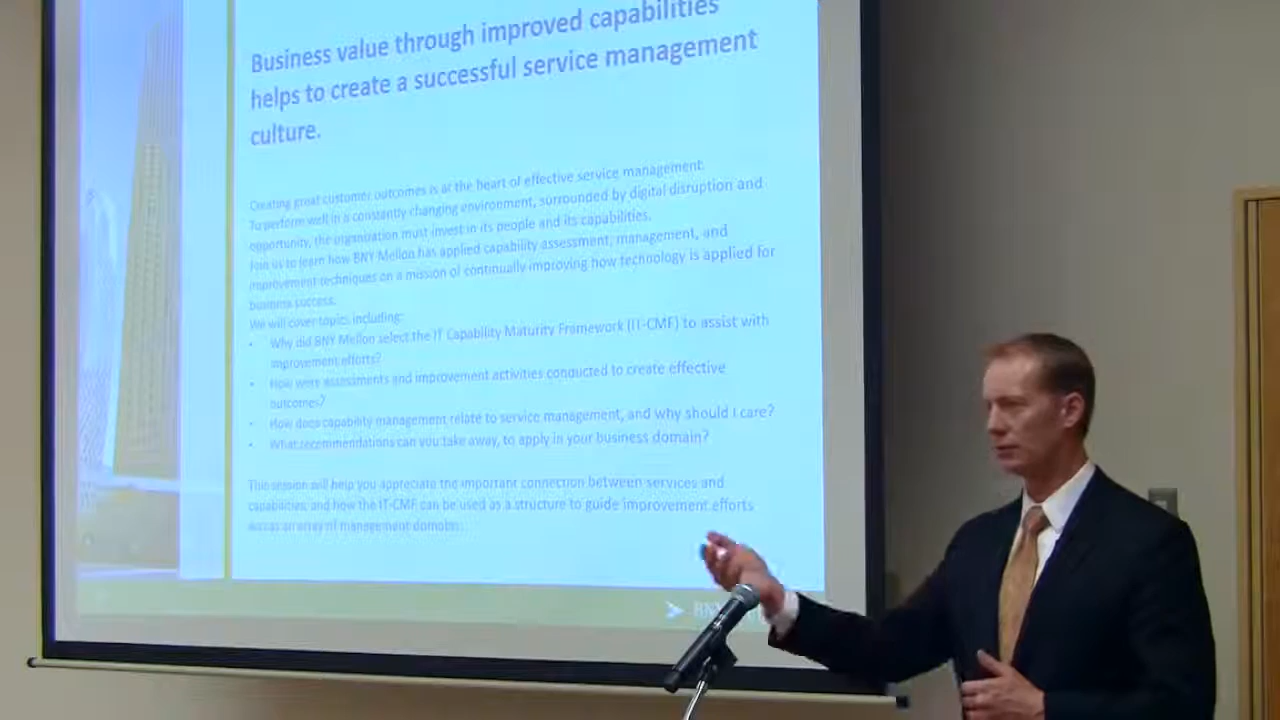 Business value through improved capabilities
helps to create a successful service management
culture.
Creating great customer outcomes is at the heart of effective service management.
To perform well in a constantly changing environment, surrounded by digital disruption and
opportunity, the organization must invest in its people and its capabilities.
Join us to learn how BNY Mellon has applied capability assessment, management, and
improvement techniques on a mission of continually improving how technology is applied for
business success.
We will cover topics including:
• Why did BNY Mellon select the IT Capability Maturity Framework (IT-CMF) to assist with
improvement efforts?
• How were assessments and improvement activities conducted to create effective
outcomes?
• How does capability management relate to service management, and why should I care?
• What recommendations can you take away, to apply in your business domain?
This session will help you appreciate the important connection between services and
capabilities, and how the IT-CMF can be used as a structure to guide improvement efforts
across an array of management domains.
BNY